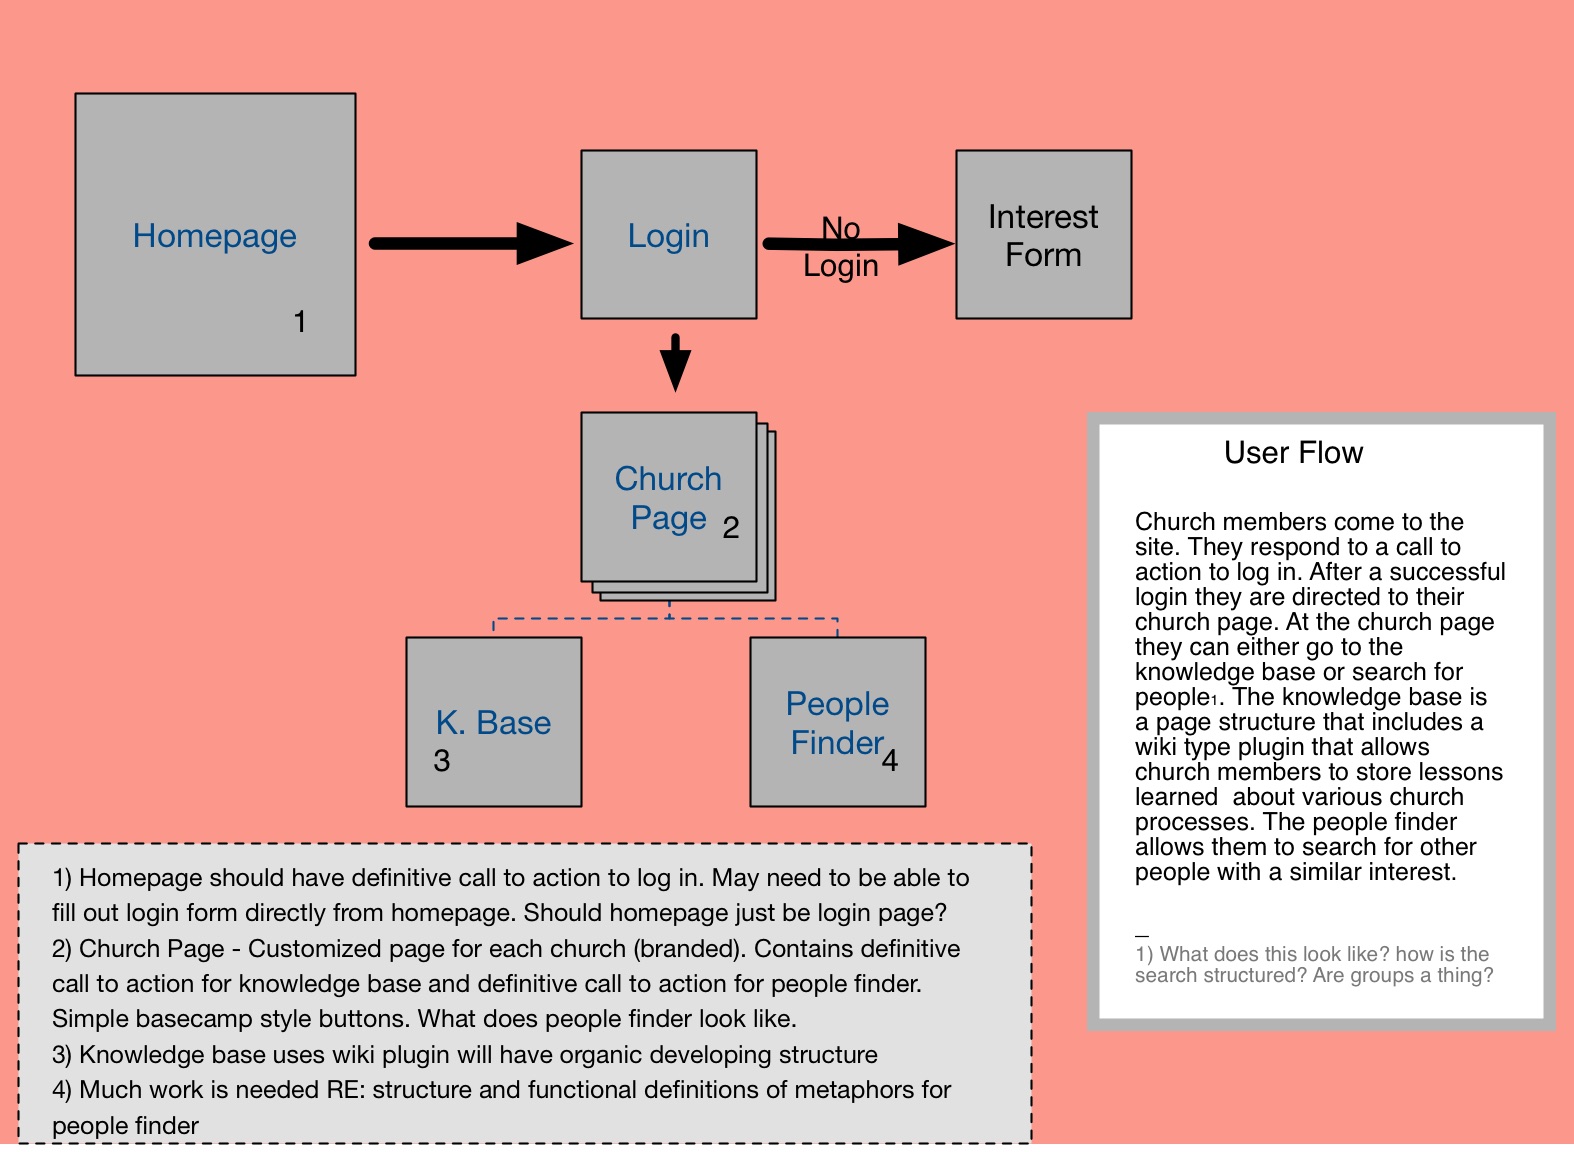 Homepage
1
Login
No
Login
Interest
Form
Church
Page 2
K. Base
3
People
Finder
4
User Flow
Church members come to the
site. They respond to a call to
action to log in. After a successful
login they are directed to their
church page. At the church page
they can either go to the
knowledge base or search for
people1. The knowledge base is
a page structure that includes a
wiki type plugin that allows
church members to store lessons
learned  about various church
processes. The people finder
allows them to search for other
people with a similar interest.
_
1) What does this look like? how is the
search structured? Are groups a thing?
1) Homepage should have definitive call to action to log in. May need to be able to
fill out login form directly from homepage. Should homepage just be login page?
2) Church Page - Customized page for each church (branded). Contains definitive
call to action for knowledge base and definitive call to action for people finder.
Simple basecamp style buttons. What does people finder look like.
3) Knowledge base uses wiki plugin will have organic developing structure
4) Much work is needed RE: structure and functional definitions of metaphors for
people finder